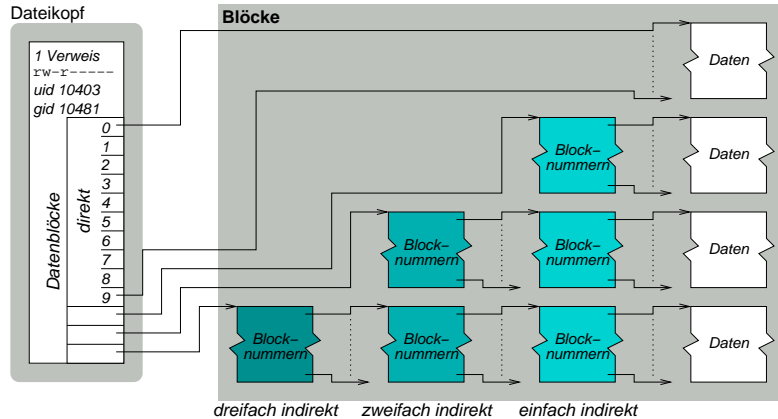 Dateikopf
Blöcke
1 Verweis
rw-r-----
uid 10403
gid 10481
Datenblöcke
direkt
0
1
2
3
4
5
6
7
8
9
Daten
Block-
nummern
Daten
Block-
nummern
Block-
nummern
Daten
Block-
nummern
Block-
nummern
Block-
nummern
Daten
dreifach indirekt
zweifach indirekt
einfach indirekt